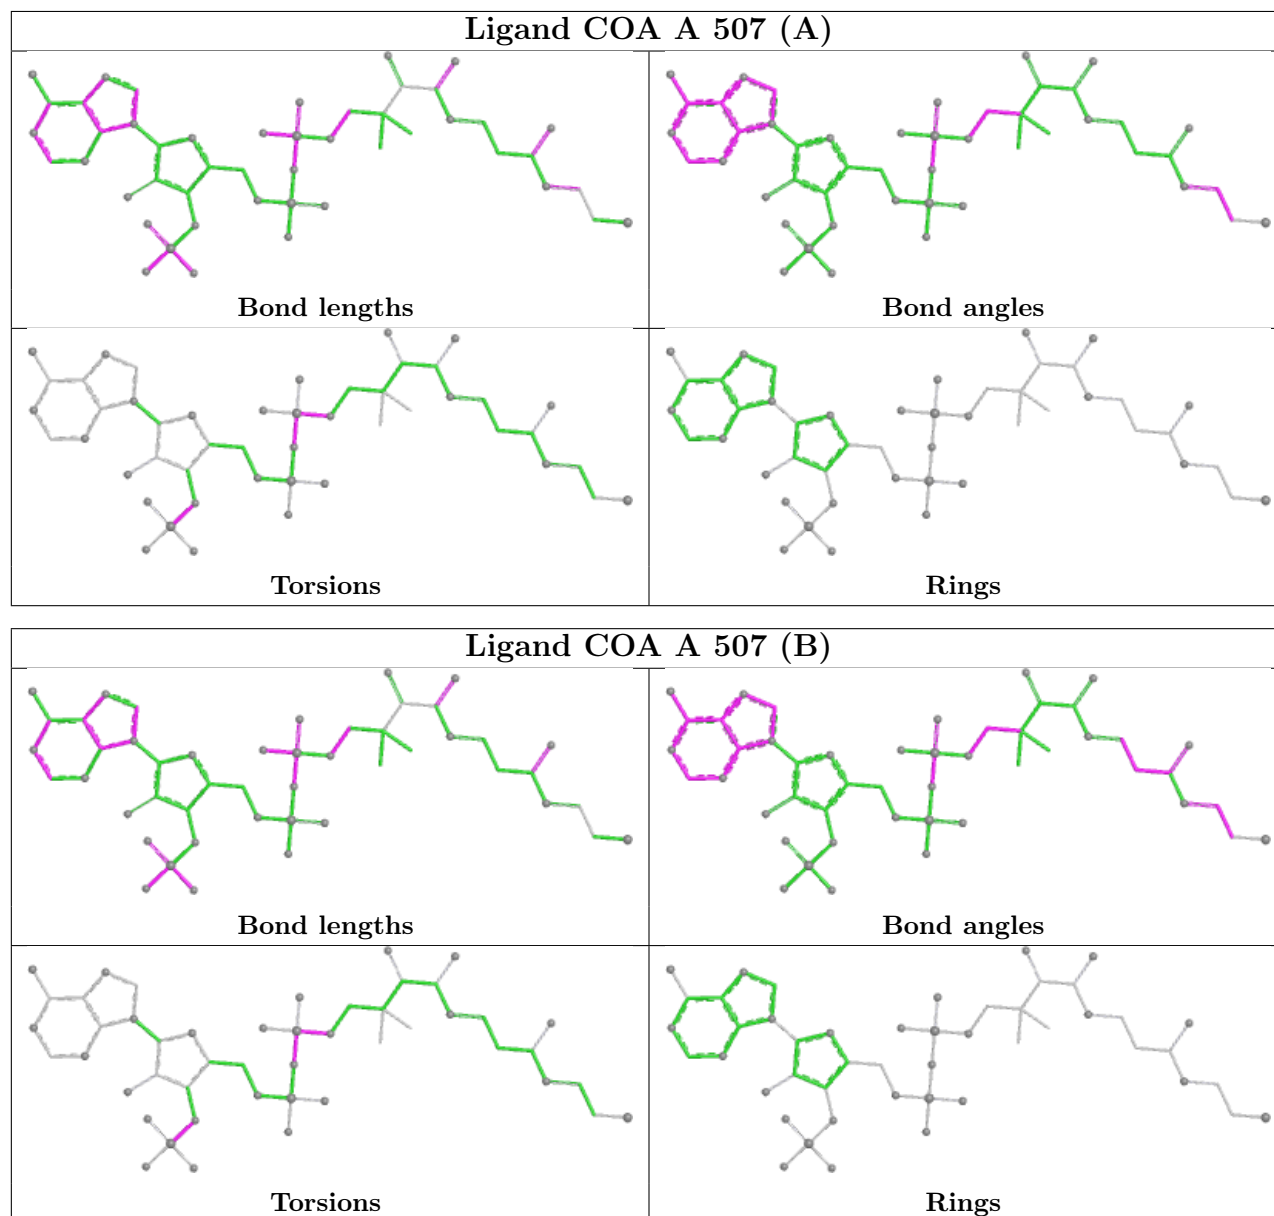 Ligand COA A 507 (A)
Bond lengths
Bond angles
Torsions
Rings
Ligand COA A 507 (B)
Bond lengths
Bond angles
Torsions
Rings